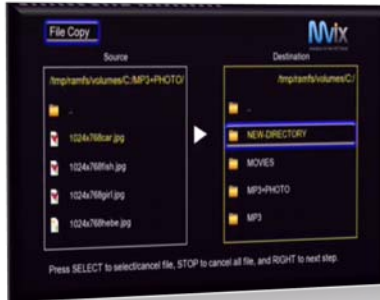 File Copy
Mvix
Source
Destination
/tmp/ramfs/volumes/C:/MP3+PHOTO/
/tmp/ramfs/volumes/C:/
..
1024x768car.jpg
1024x768fish.jpg
1024x768girl.jpg
1024x768hebe.jpg
..
NEW-DIRECTORY
MOVIES
MP3+PHOTO
MP3
Press SELECT to select/cancel file, STOP to cancel all file, and RIGHT to next step.